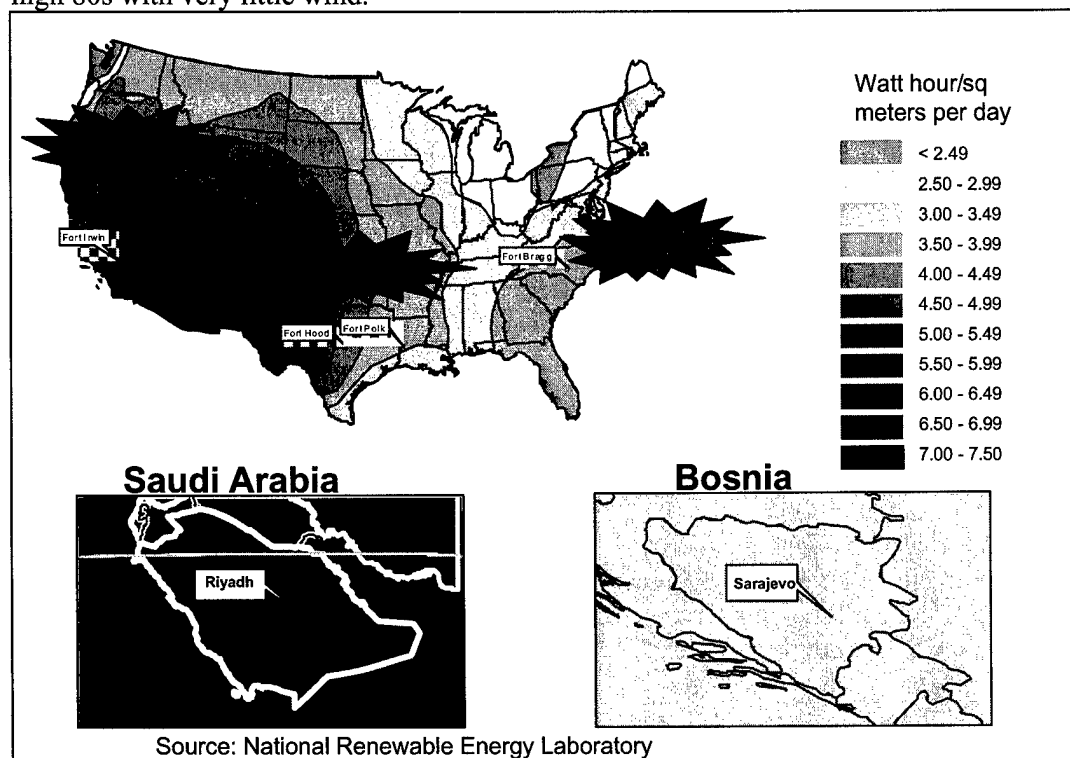 high 80s with very little wind.
Watt hour/sq
meters per day
< 2.49
2.50 - 2.99
3.00 - 3.49
3.50 - 3.99
4.00 - 4.49
4.50 - 4.99
5.00 - 5.49
5.50 - 5.99
6.00 - 6.49
6.50 - 6.99
7.00 - 7.50
Fort Irwin
Fort Bragg
Fort Hood
Fort Polk
Saudi Arabia
Bosnia
Riyadh
Sarajevo
Source: National Renewable Energy Laboratory